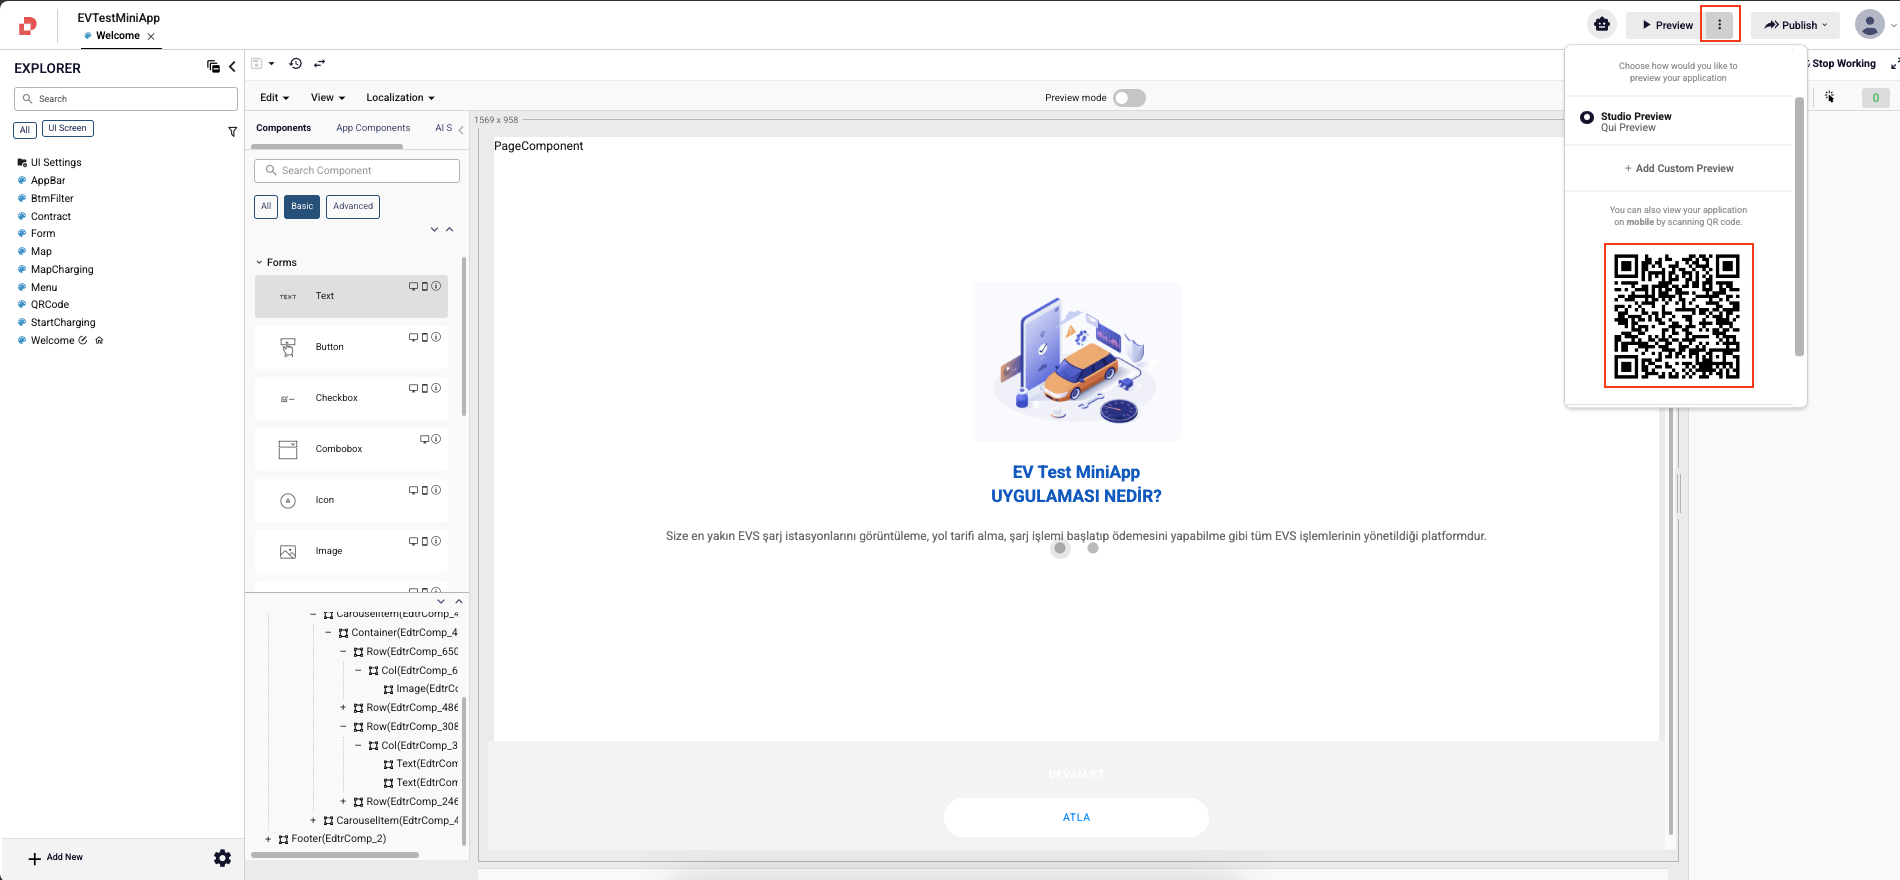 EVTestMiniApp
Welcome
Preview
Publish
EXPLORER
Search
All
UI Screen
UI Settings
AppBar
BtmFilter
Contract
Form
Map
MapCharging
Menu
QRCode
StartCharging
Welcome
Add New
Edit
View
Localization
Preview mode
Stop Working
0
Components
App Components
AI S
Search Component
All
Basic
Advanced
Forms
TEXT
Text
Button
Checkbox
Combobox
Icon
Image
CarouselItem(EdtrComp_4
Container(EdtrComp_4
Row(EdtrComp_650
Col(EdtrComp_6
Image(EdtrCo
Row(EdtrComp_486
Row(EdtrComp_308
Col(EdtrComp_3
Text(EdtrCom
Text(EdtrCom
Row(EdtrComp_246
CarouselItem(EdtrComp_4
Footer(EdtrComp_2)
1569 x 958
PageComponent
EV Test MiniApp
UYGULAMASI NEDİR?
Size en yakın EVS şarj istasyonlarını görüntüleme, yol tarifi alma, şarj işlemi başlatıp ödemesini yapabilme gibi tüm EVS işlemlerinin yönetildiği platformdur.
DEVAM ET
ATLA
Choose how would you like to
preview your application
Studio Preview
Qui Preview
+ Add Custom Preview
You can also view your application
on mobile by scanning QR code.